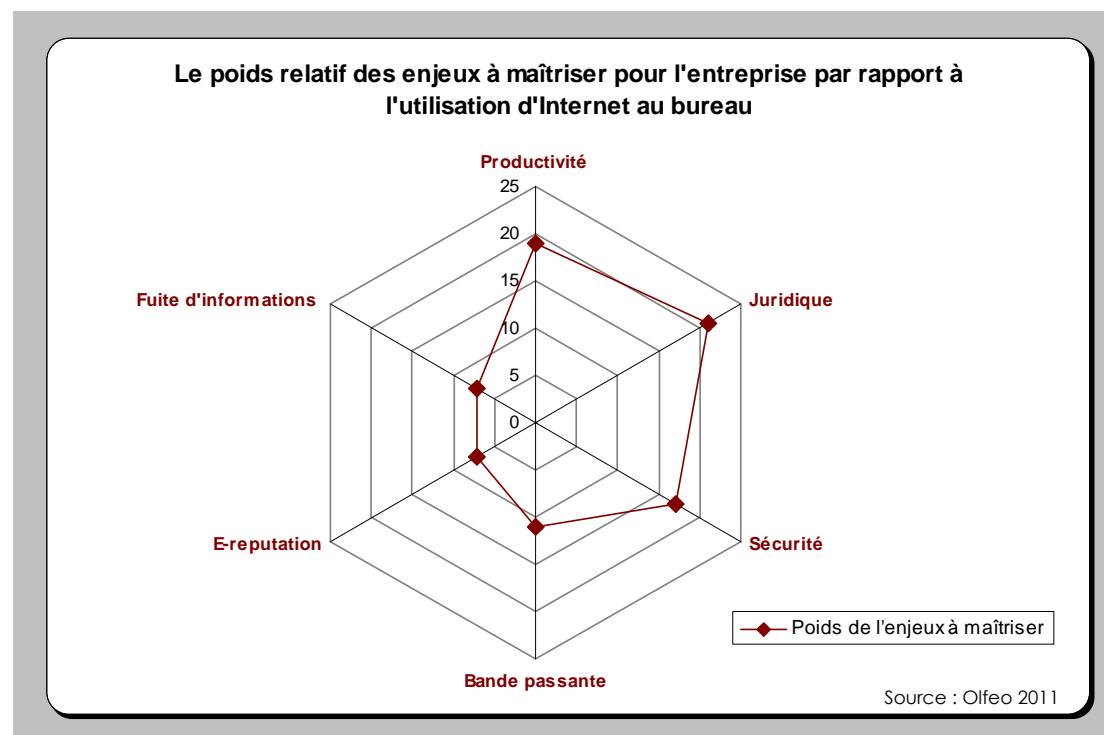 Le poids relatif des enjeux à maîtriser pour l'entreprise par rapport à
l'utilisation d'Internet au bureau
Productivité
25
20
15
10
5
0
Fuite d'informations
Juridique
E-reputation
Sécurité
Bande passante
Poids de l'enjeux à maîtriser
Source : Olfeo 2011